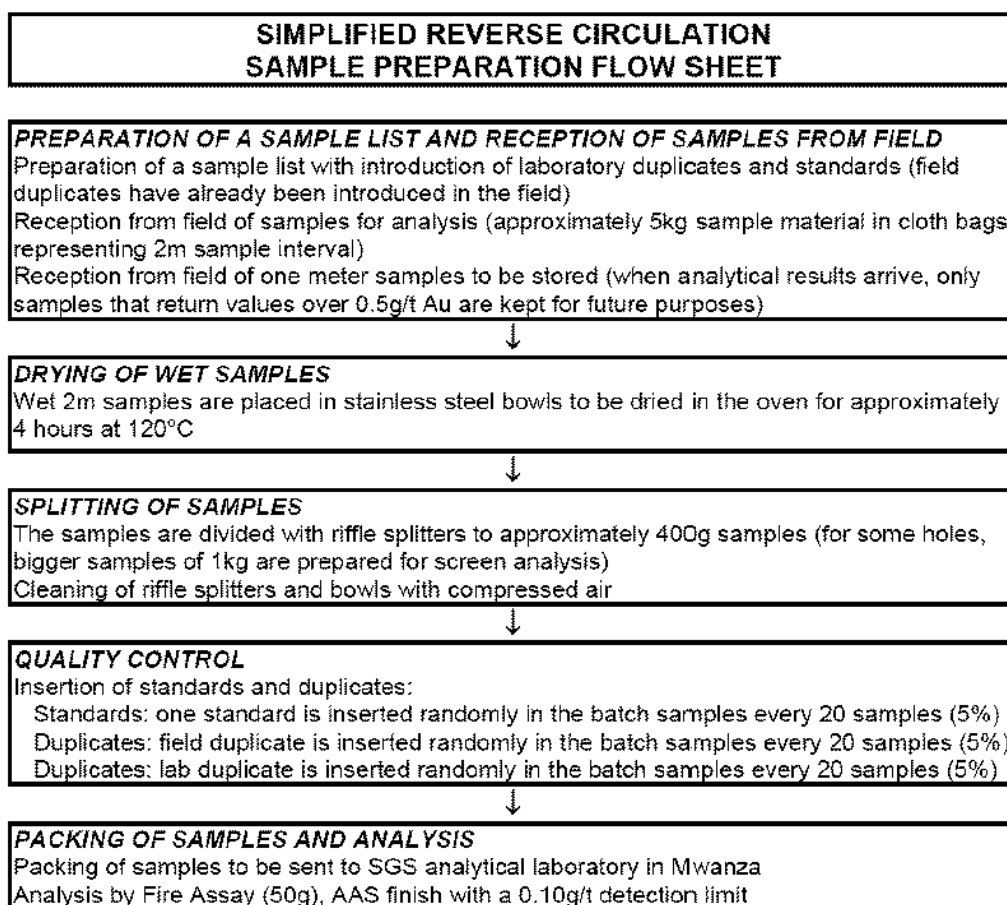 SIMPLIFIED REVERSE CIRCULATION
SAMPLE PREPARATION FLOW SHEET
PREPARATION OF A SAMPLE LIST AND RECEPTION OF SAMPLES FROM FIELD
Preparation of a sample list with introduction of laboratory duplicates and standards (field
duplicates have already been introduced in the field)
Reception from field of samples for analysis (approximately 5kg sample material in cloth bags
representing 2m sample interval)
Reception from field of one meter samples to be stored (when analytical results arrive, only
samples that return values over 0.5g/t Au are kept for future purposes)
↓
DRYING OF WET SAMPLES
Wet 2m samples are placed in stainless steel bowls to be dried in the oven for approximately
4 hours at 120°C
↓
SPLITTING OF SAMPLES
The samples are divided with riffle splitters to approximately 400g samples (for some holes,
bigger samples of 1kg are prepared for screen analysis)
Cleaning of riffle splitters and bowls with compressed air
↓
QUALITY CONTROL
Insertion of standards and duplicates:
Standards: one standard is inserted randomly in the batch samples every 20 samples (5%)
Duplicates: field duplicate is inserted randomly in the batch samples every 20 samples (5%)
Duplicates: lab duplicate is inserted randomly in the batch samples every 20 samples (5%)
↓
PACKING OF SAMPLES AND ANALYSIS
Packing of samples to be sent to SGS analytical laboratory in Mwanza
Analysis by Fire Assay (50g), AAS finish with a 0.10g/t detection limit